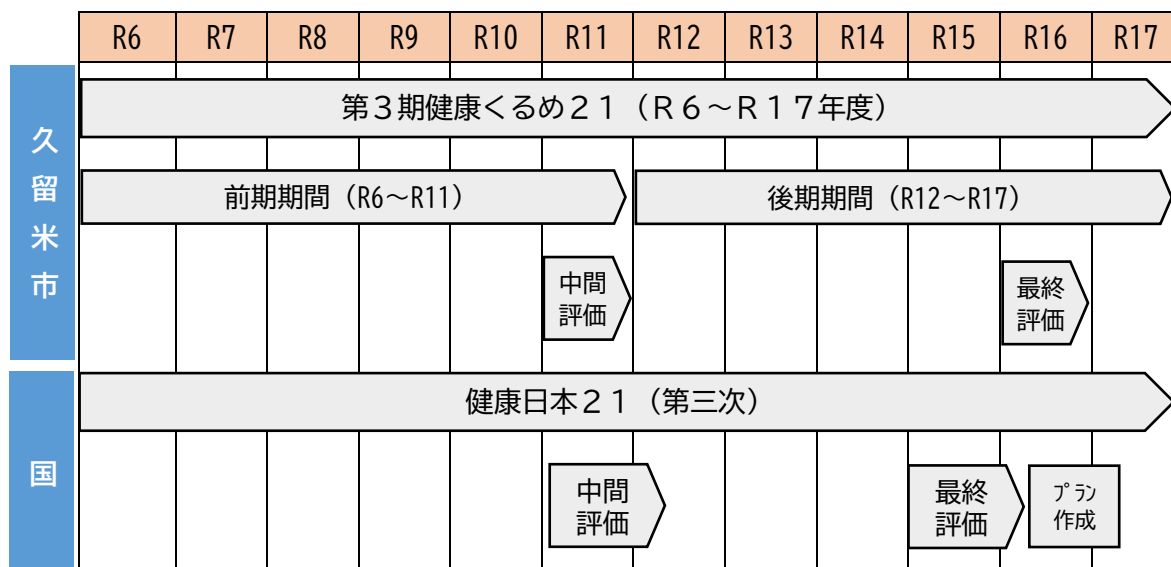 R6 R7 R8 R9 R10 R11 R12 R13 R14 R15 R16 R17
久留米市
第3期健康くるめ21（R6～R17年度）
前期期間（R6～R11） 後期期間（R12～R17）
中間
評価
最終
評価
国
健康日本21（第三次）
中間
評価
最終
評価
ﾌﾟﾗﾝ
作成